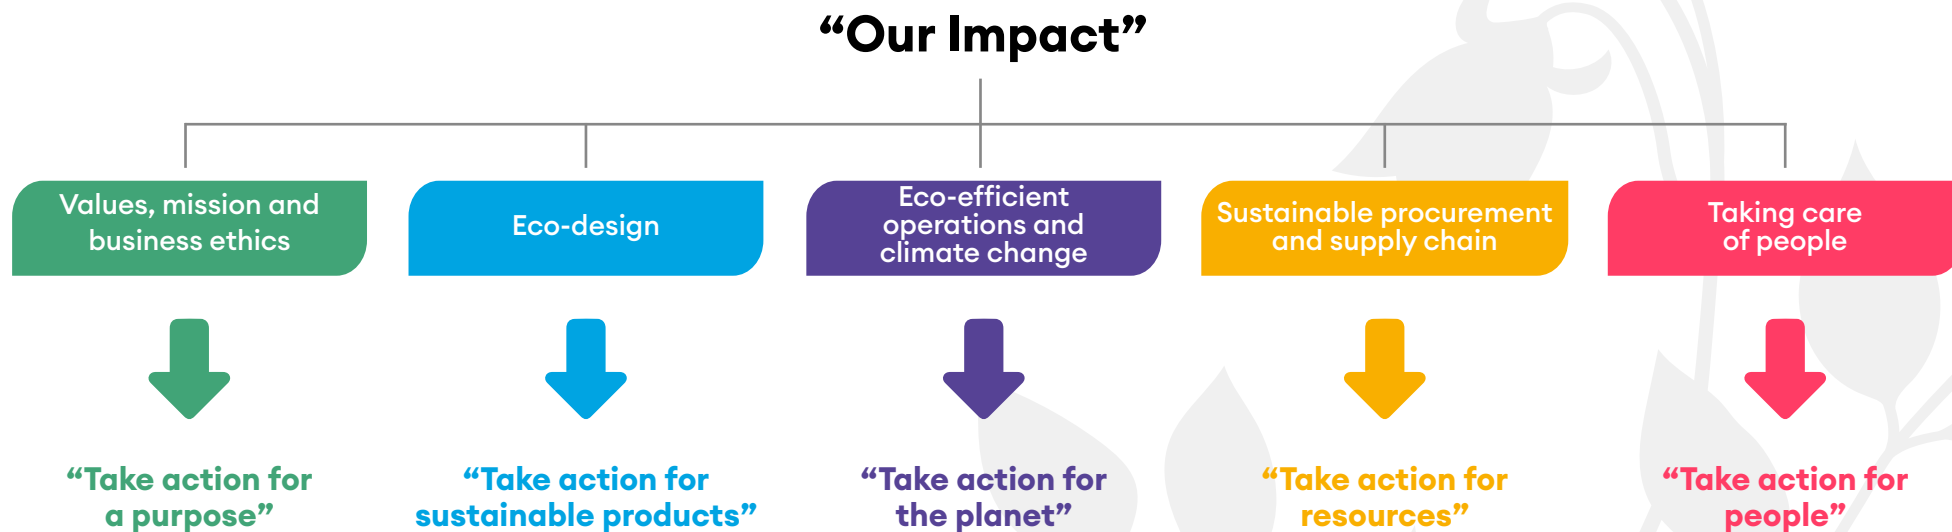 “Our Impact”
Values, mission and
business ethics
Eco-design
Eco-efficient
operations and
climate change
Sustainable procurement
and supply chain
Taking care
of people
“Take action for
a purpose”
“Take action for
sustainable products”
“Take action for
the planet”
“Take action for
resources”
“Take action for
people”